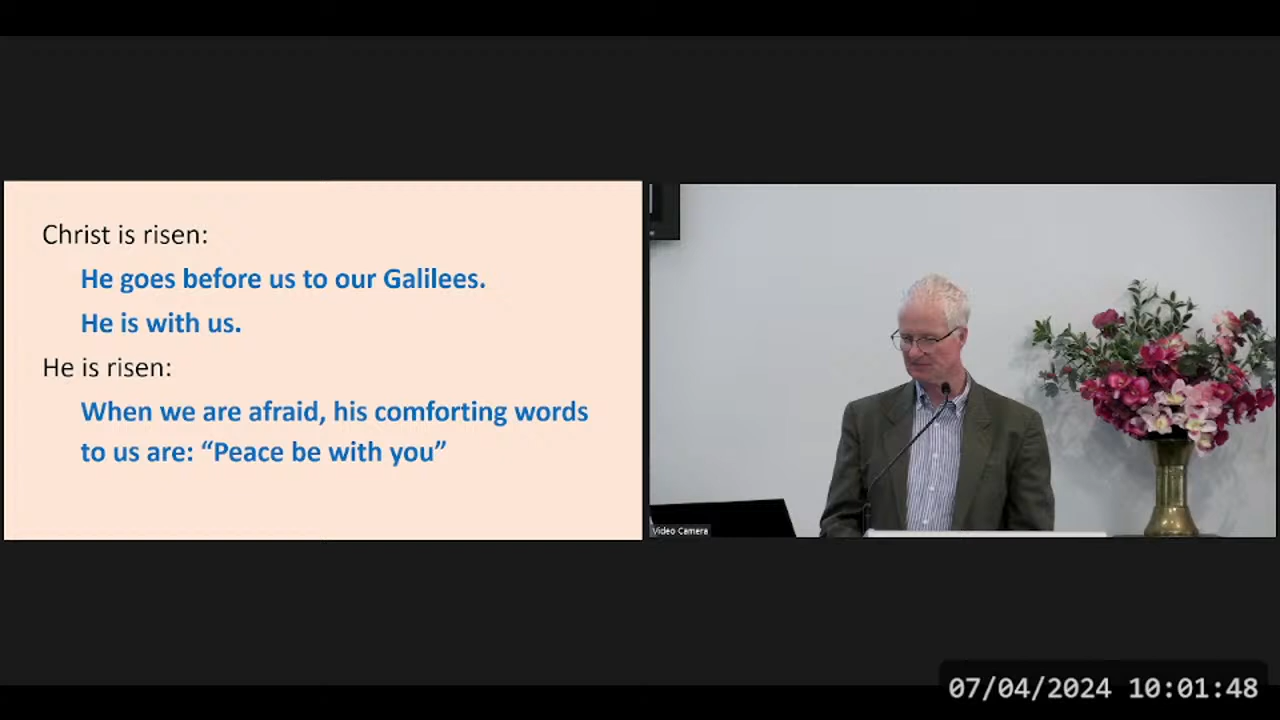 Christ is risen:
He goes before us to our Galilees.
He is with us.
He is risen:
When we are afraid, his comforting words
to us are: “Peace be with you”
Video Camera
07/04/2024 10:01:48